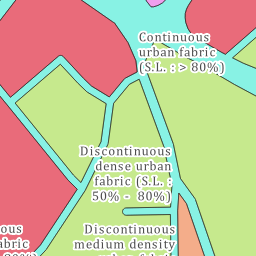 Continuous
urban fabric
(S.L. : > 80%)
Discontinuous
dense urban
fabric (S.L. :
50% - 80%)
Discontinuous
medium density